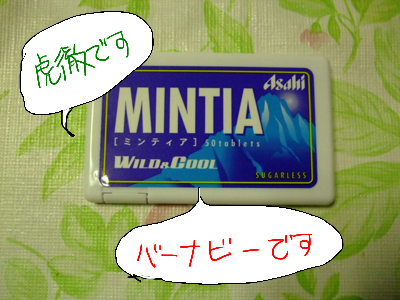 虎徹です
Asahi
MINTIA
[ミンティア] 50tablets
WILD&COOL
SUGARLESS
バーナビーです